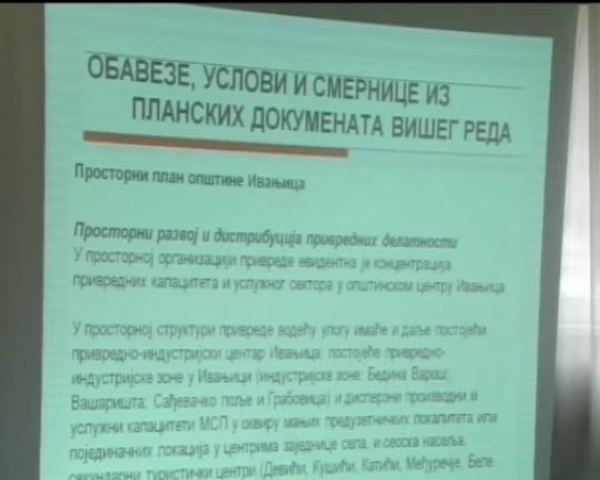 ОБАВЕЗЕ, УСЛОВИ И СМЕРНИЦЕ ИЗ
ПЛАНСКИХ ДОКУМЕНАТА ВИШЕГ РЕДА
Просторни план општине Ивањица
Просторни развој и дистрибуција привредних делатности
У просторној организацији привреде евидентна је концентрација
привредних капацитета и услужног сектора у општинском центру Ивањица
У просторној структури привреде водећу улогу имаће и даље постојећи
привредно-индустријски центар Ивањица; постојеће привредно-
индустријске зоне у Ивањици (индустријске зоне: Бедина Варош;
Вашаришта; Сађевачко поље и Грабовица) и дисперзни производни и
услужни капацитети МСП у оквиру мањих предузетничких локалитета или
појединачних локација у центрима заједнице села, и сеоска насеља,
секундарни туристички центри (Девићи, Кушићи, Катићи, Међуречје, Беле